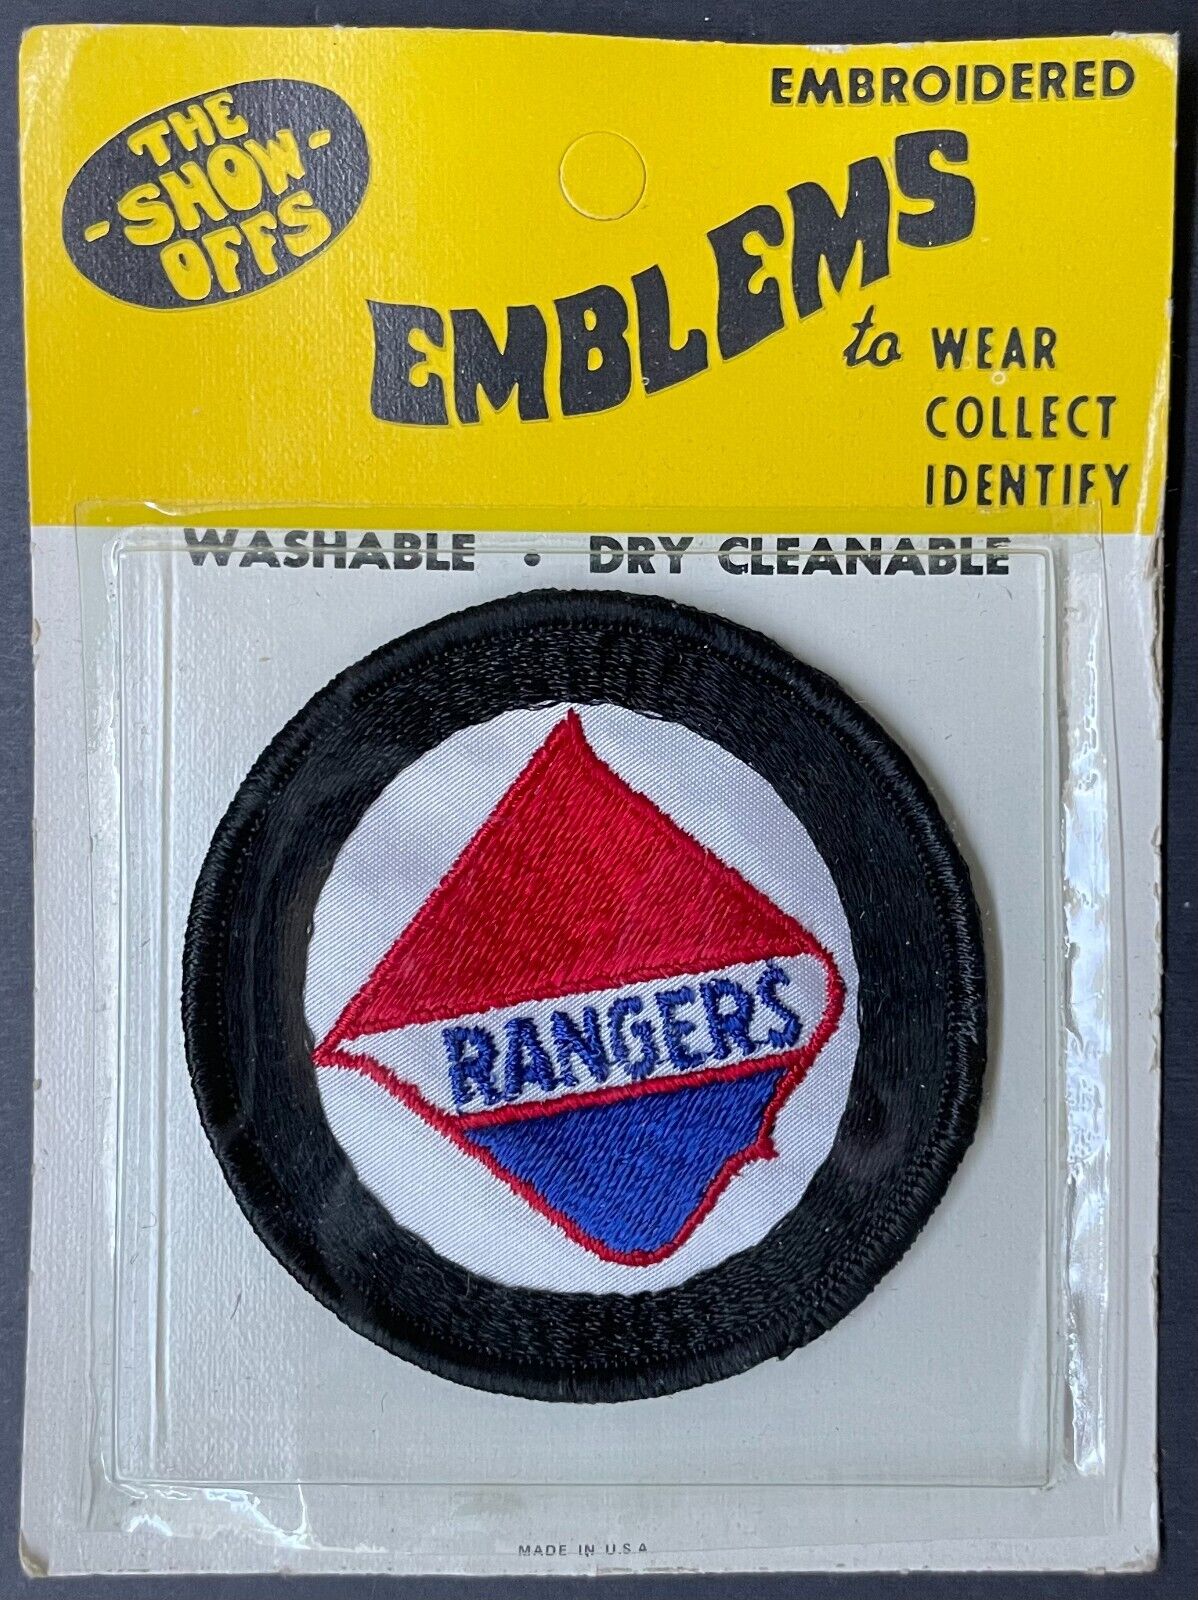 THE
-SHOW-
OFFS
EMBROIDERED
EMBLEMS
to WEAR
COLLECT
IDENTIFY
WASHABLE • DRY CLEANABLE
RANGERS
MADE IN U.S.A